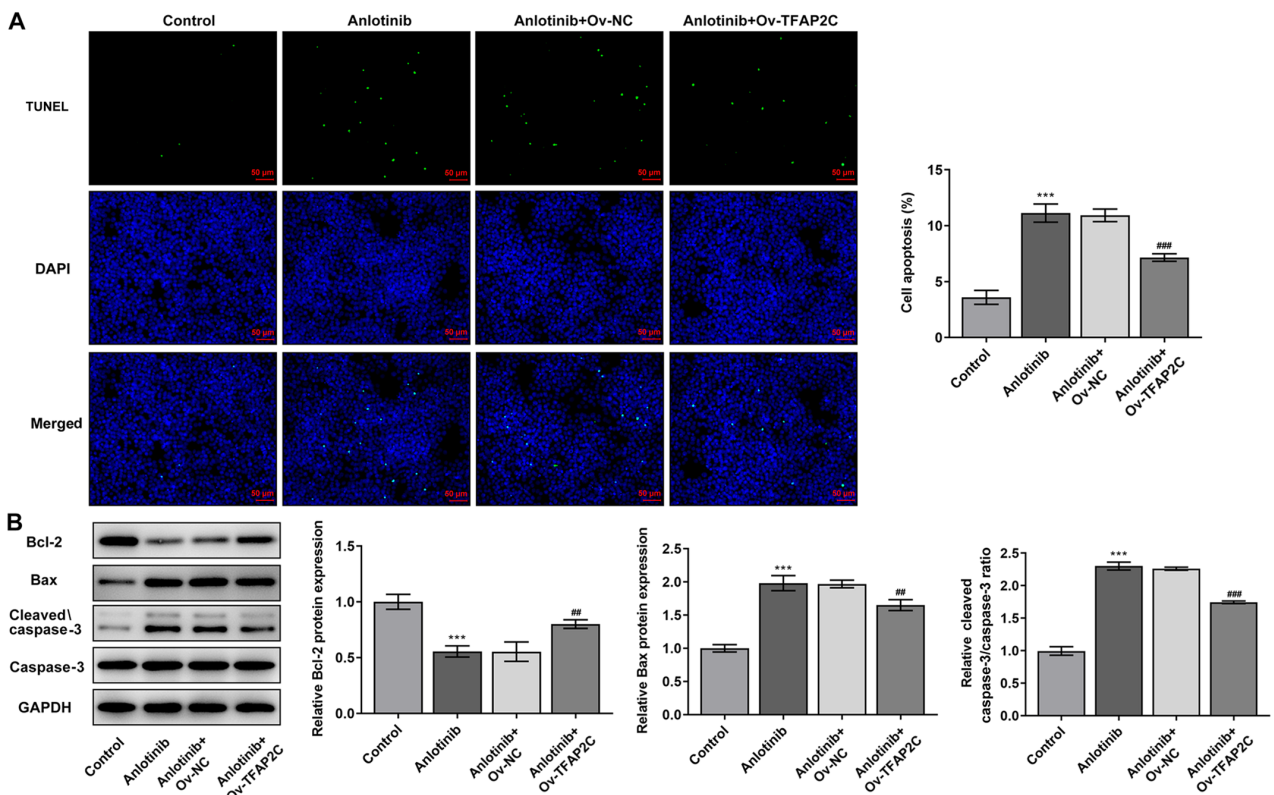 A
Control
Anlotinib
Anlotinib+Ov-NC
Anlotinib+Ov-TFAP2C
TUNEL
50 μm
60 μm
50 μm
50 μm
DAPI
50 μm
50 μm
50 μm
50 μm
Merged
50 μm
60 μm
50 μm
50 μm
Cell apoptosis (%)
15
10
5
0
***
###
Control
Anlotinib
Anlotinib+
Ov-NC
Anlotinib+
Ov-TFAP2C
B
Bcl-2
Bax
Cleaved\
caspase-3
Caspase-3
GAPDH
Control
Anlotinib
Anlotinib+
Ov-NC
Anlotinib+
Ov-TFAP2C
Relative Bcl-2 protein expression
1.5
1.0
0.5
0.0
***
##
Control
Anlotinib
Anlotinib+
Ov-NC
Anlotinib+
Ov-TFAP2C
Relative Bax protein expression
2.5
2.0
1.5
1.0
0.5
0.0
***
##
Control
Anlotinib
Anlotinib+
Ov-NC
Anlotinib+
Ov-TFAP2C
Relative cleaved
caspase-3/caspase-3 ratio
2.5
2.0
1.5
1.0
0.5
0.0
***
###
Control
Anlotinib
Anlotinib+
Ov-NC
Anlotinib+
Ov-TFAP2C